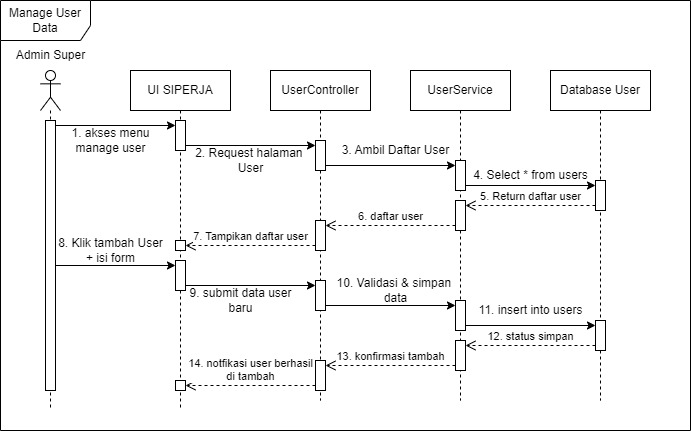 Manage User
Data
Admin Super
UI SIPERJA
UserController
UserService
Database User
1. akses menu
manage user
2. Request halaman
User
3. Ambil Daftar User
4. Select * from users
5. Return daftar user
6. daftar user
7. Tampikan daftar user
8. Klik tambah User
+ isi form
9. submit data user
baru
10. Validasi & simpan
data
11. insert into users
12. status simpan
13. konfirmasi tambah
14. notfikasi user berhasil
di tambah